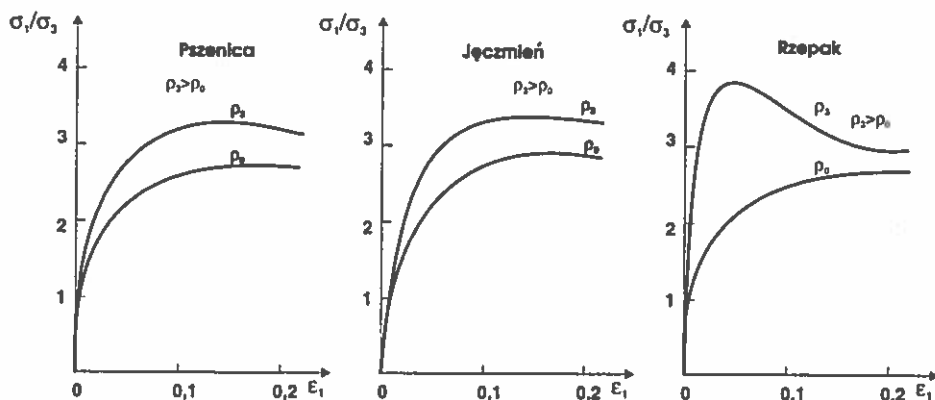 σ₁/σ₃
Pszenica
4
ρ₃>ρ₀
ρ₃
3
ρ₀
2
1
0
0,1
0,2
ε₁
σ₁/σ₃
Jęczmień
4
ρ₃>ρ₀
ρ₃
3
ρ₀
2
1
0
0,1
0,2
ε₁
σ₁/σ₃
Rzepak
4
ρ₃
ρ₃>ρ₀
3
ρ₀
2
1
0
0,1
0,2
ε₁